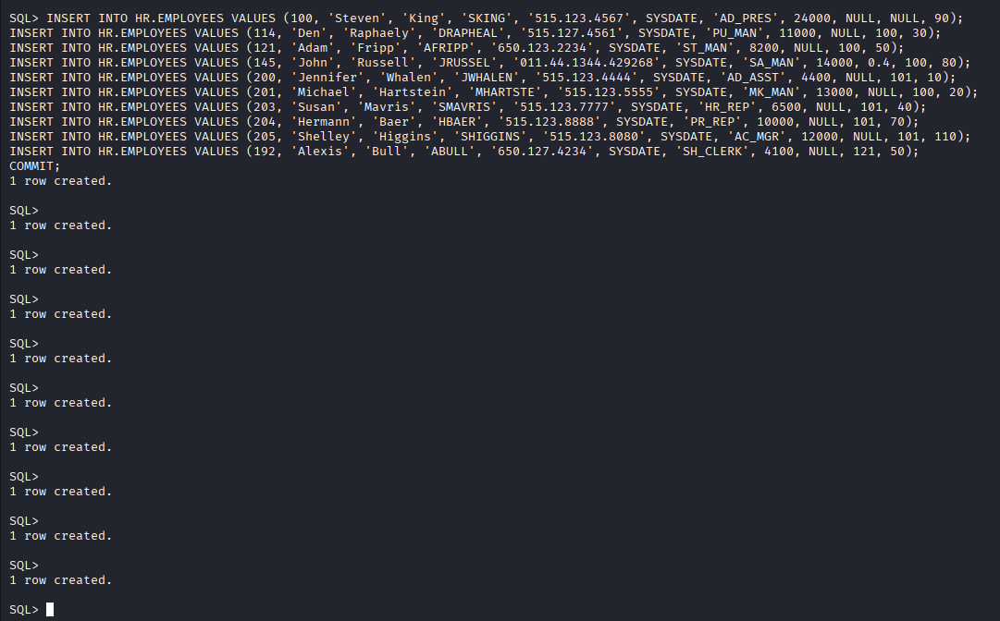 SQL> INSERT INTO HR.EMPLOYEES VALUES (100, 'Steven', 'King', 'SKING', '515.123.4567', SYSDATE, 'AD_PRES', 24000, NULL, NULL, 90);
INSERT INTO HR.EMPLOYEES VALUES (114, 'Den', 'Raphaely', 'DRAPHEAL', '515.127.4561', SYSDATE, 'PU_MAN', 11000, NULL, 100, 30);
INSERT INTO HR.EMPLOYEES VALUES (121, 'Adam', 'Fripp', 'AFRIPP', '650.123.2234', SYSDATE, 'ST_MAN', 8200, NULL, 100, 50);
INSERT INTO HR.EMPLOYEES VALUES (145, 'John', 'Russell', 'JRUSSEL', '011.44.1344.429268', SYSDATE, 'SA_MAN', 14000, 0.4, 100, 80);
INSERT INTO HR.EMPLOYEES VALUES (200, 'Jennifer', 'Whalen', 'JWHALEN', '515.123.4444', SYSDATE, 'AD_ASST', 4400, NULL, 101, 10);
INSERT INTO HR.EMPLOYEES VALUES (201, 'Michael', 'Hartstein', 'MHARTSTE', '515.123.5555', SYSDATE, 'MK_MAN', 13000, NULL, 100, 20);
INSERT INTO HR.EMPLOYEES VALUES (203, 'Susan', 'Mavris', 'SMAVRIS', '515.123.7777', SYSDATE, 'HR_REP', 6500, NULL, 101, 40);
INSERT INTO HR.EMPLOYEES VALUES (204, 'Hermann', 'Baer', 'HBAER', '515.123.8888', SYSDATE, 'PR_REP', 10000, NULL, 101, 70);
INSERT INTO HR.EMPLOYEES VALUES (205, 'Shelley', 'Higgins', 'SHIGGINS', '515.123.8080', SYSDATE, 'AC_MGR', 12000, NULL, 101, 110);
INSERT INTO HR.EMPLOYEES VALUES (192, 'Alexis', 'Bull', 'ABULL', '650.127.4234', SYSDATE, 'SH_CLERK', 4100, NULL, 121, 50);
COMMIT;
1 row created.
SQL>
1 row created.
SQL>
1 row created.
SQL>
1 row created.
SQL>
1 row created.
SQL>
1 row created.
SQL>
1 row created.
SQL>
1 row created.
SQL>
1 row created.
SQL>
1 row created.
SQL>